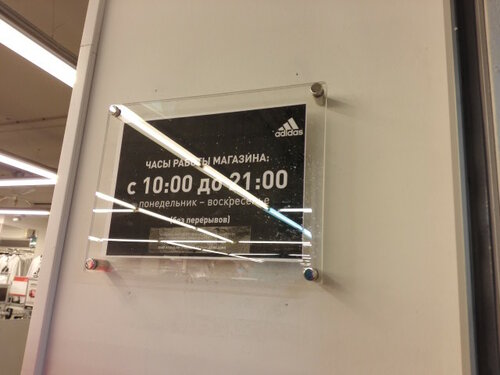 adidas
ЧАСЫ РАБОТЫ МАГАЗИНА:
с 10:00 до 21:00
понедельник – воскресенье
(без перерывов)